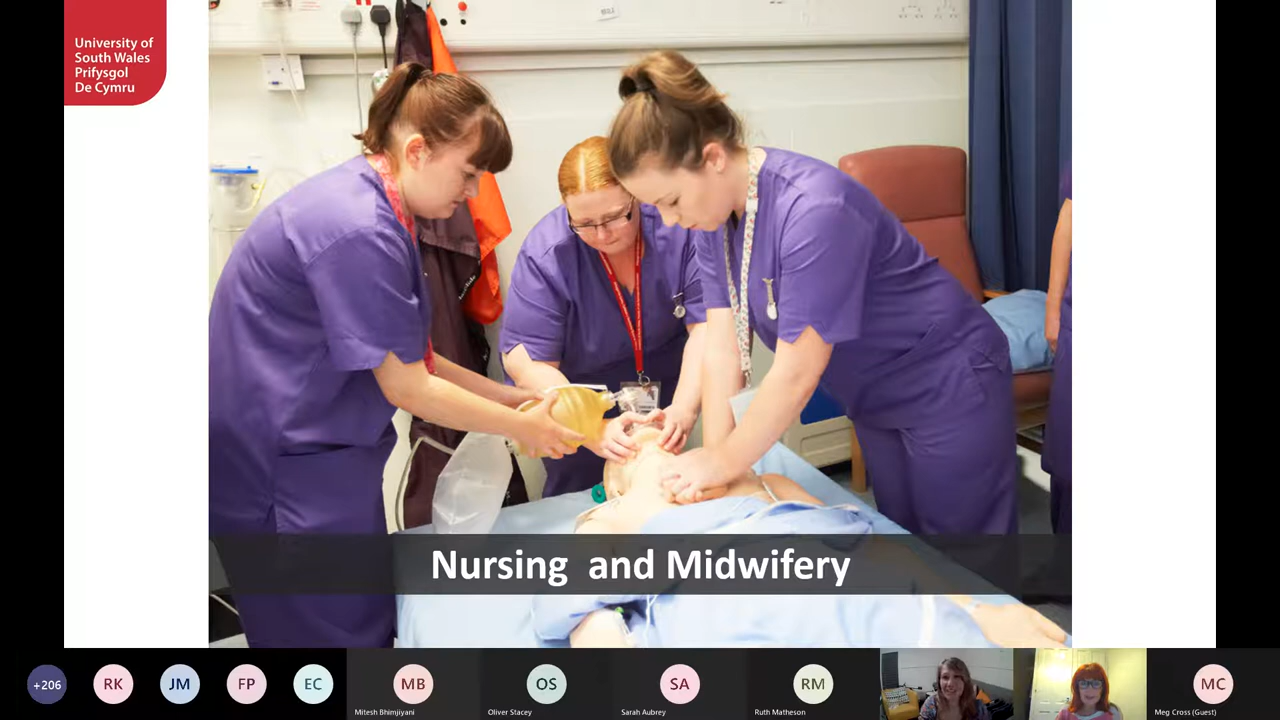 University of
South Wales
Prifysgol
De Cymru
Nursing and Midwifery
+206
RK
JM
FP
EC
MB
OS
SA
RM
MC
Mitesh Bhimjiyani
Oliver Stacey
Sarah Aubrey
Ruth Matheson
Meg Cross (Guest)